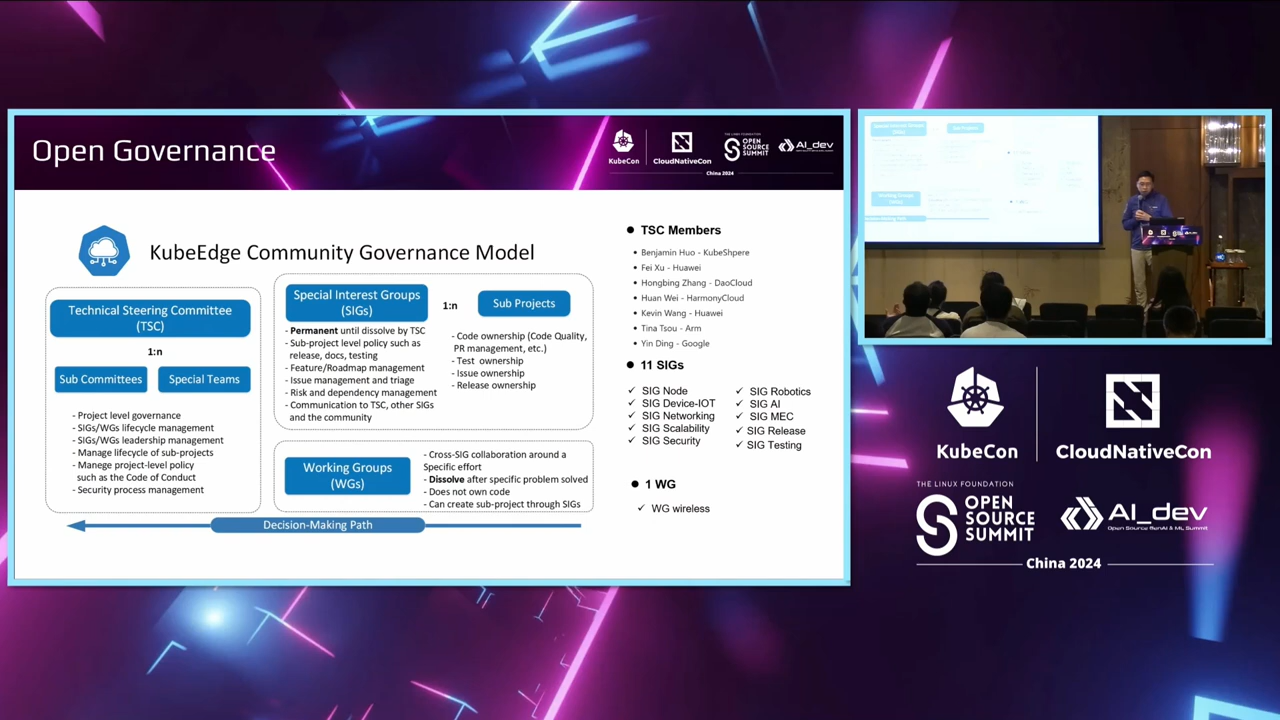 Open Governance
KubeCon
CloudNativeCon
THE LINUX FOUNDATION
OPEN
SOURCE
SUMMIT
AI_dev
China 2024
KubeEdge Community Governance Model
Technical Steering Committee
(TSC)
1:n
Sub Committees
Special Teams
- Project level governance
- SIGs/WGs lifecycle management
- SIGs/WGs leadership management
- Manage lifecycle of sub-projects
- Manage project-level policy
such as the Code of Conduct
- Security process management
Special Interest Groups
(SIGs)
1:n
Sub Projects
- Permanent until dissolve by TSC
- Sub-project level policy such as
release, docs, testing
- Feature/Roadmap management
- Issue management and triage
- Risk and dependency management
- Communication to TSC, other SIGs
and the community
- Code ownership (Code Quality,
PR management, etc.)
- Test ownership
- Issue ownership
- Release ownership
Working Groups
(WGs)
- Cross-SIG collaboration around a
Specific effort
- Dissolve after specific problem solved
- Does not own code
- Can create sub-project through SIGs
Decision-Making Path
● TSC Members
• Benjamin Huo - KubeShpere
• Fei Xu - Huawei
• Hongbing Zhang - DaoCloud
• Huan Wei - HarmonyCloud
• Kevin Wang - Huawei
• Tina Tsou - Arm
• Yin Ding - Google
● 11 SIGs
✓ SIG Node
✓ SIG Device-IOT
✓ SIG Networking
✓ SIG Scalability
✓ SIG Security
✓ SIG Robotics
✓ SIG AI
✓ SIG MEC
✓ SIG Release
✓ SIG Testing
● 1 WG
✓ WG wireless
Sub Projects
Working Groups
KubeCon
CloudNativeCon
THE LINUX FOUNDATION
OPEN
SOURCE
SUMMIT
AI_dev
Open Source GenAI & ML Summit
China 2024